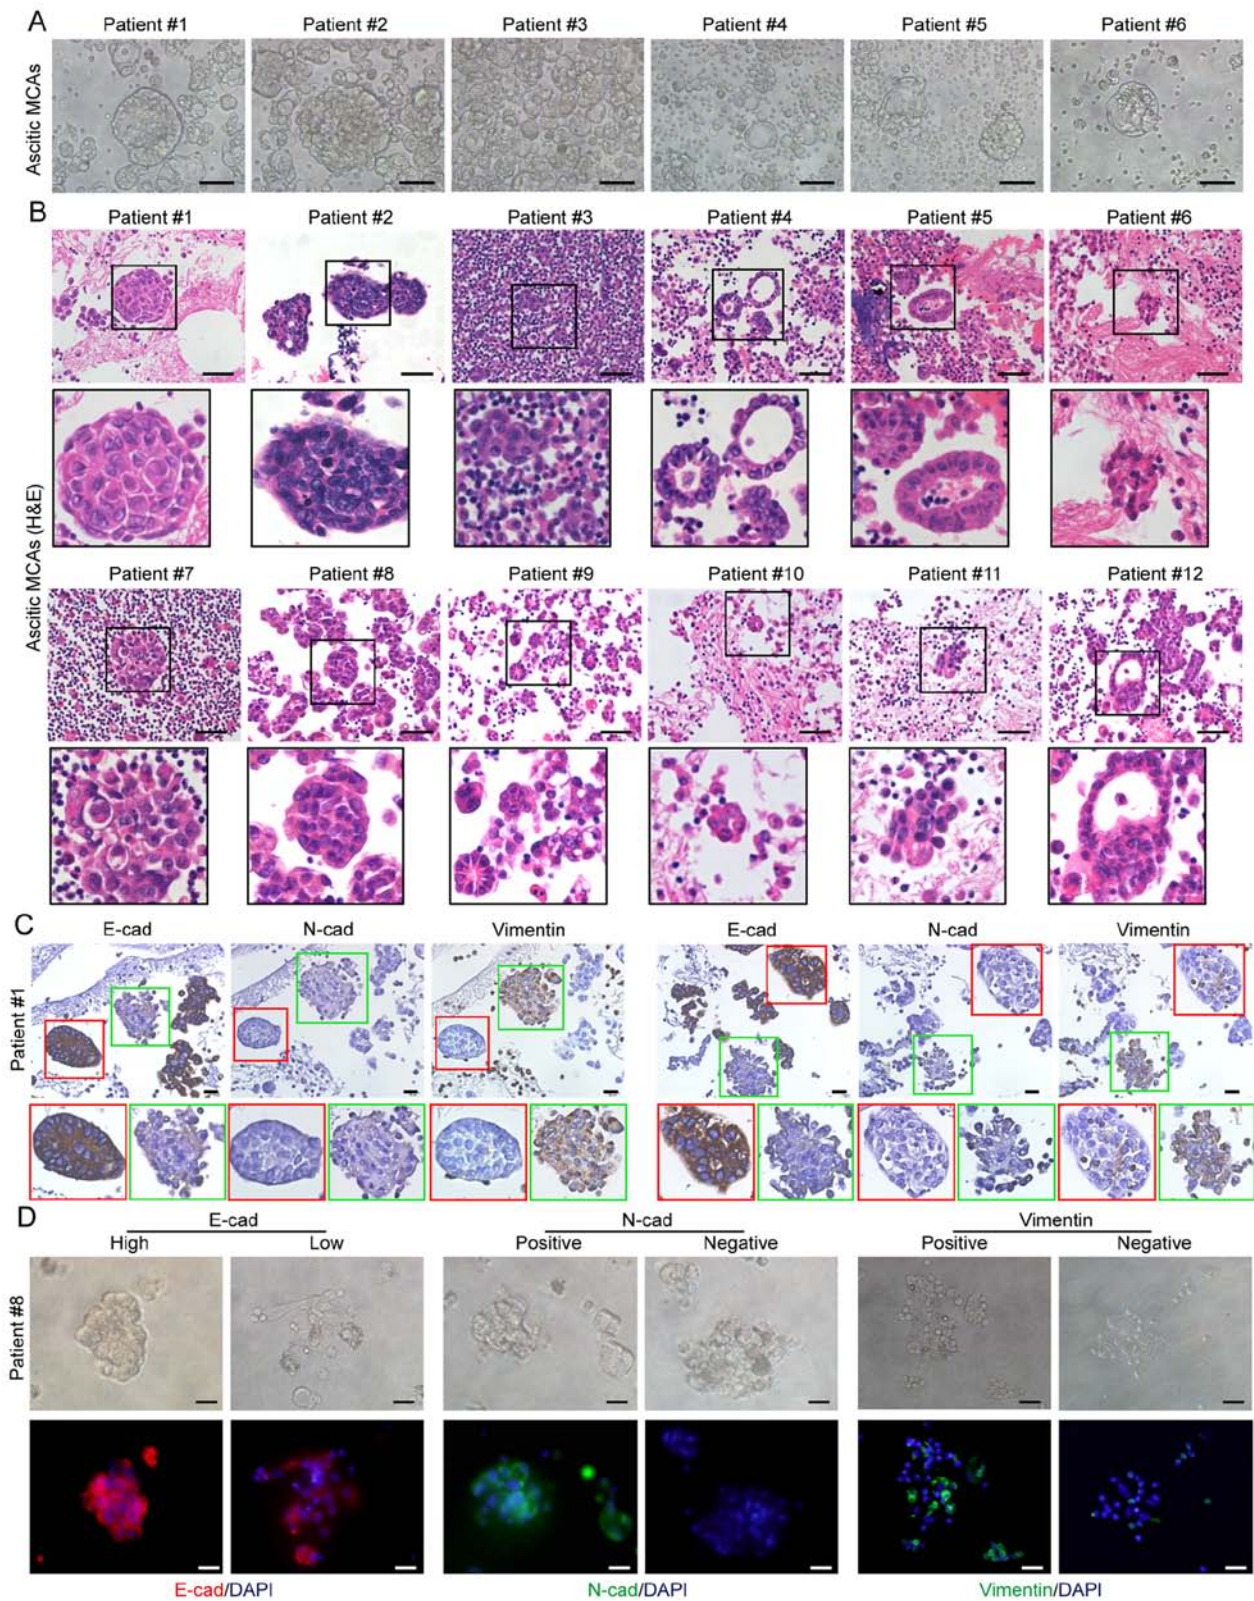 A
Patient #1 Patient #2 Patient #3 Patient #4 Patient #5 Patient #6
Ascitic MCAs
B
Patient #1 Patient #2 Patient #3 Patient #4 Patient #5 Patient #6
Ascitic MCAs (H&E)
Patient #7 Patient #8 Patient #9 Patient #10 Patient #11 Patient #12
C
E-cad N-cad Vimentin E-cad N-cad Vimentin
Patient #1
D
E-cad N-cad Vimentin
High Low Positive Negative Positive Negative
Patient #8
E-cad/DAPI N-cad/DAPI Vimentin/DAPI